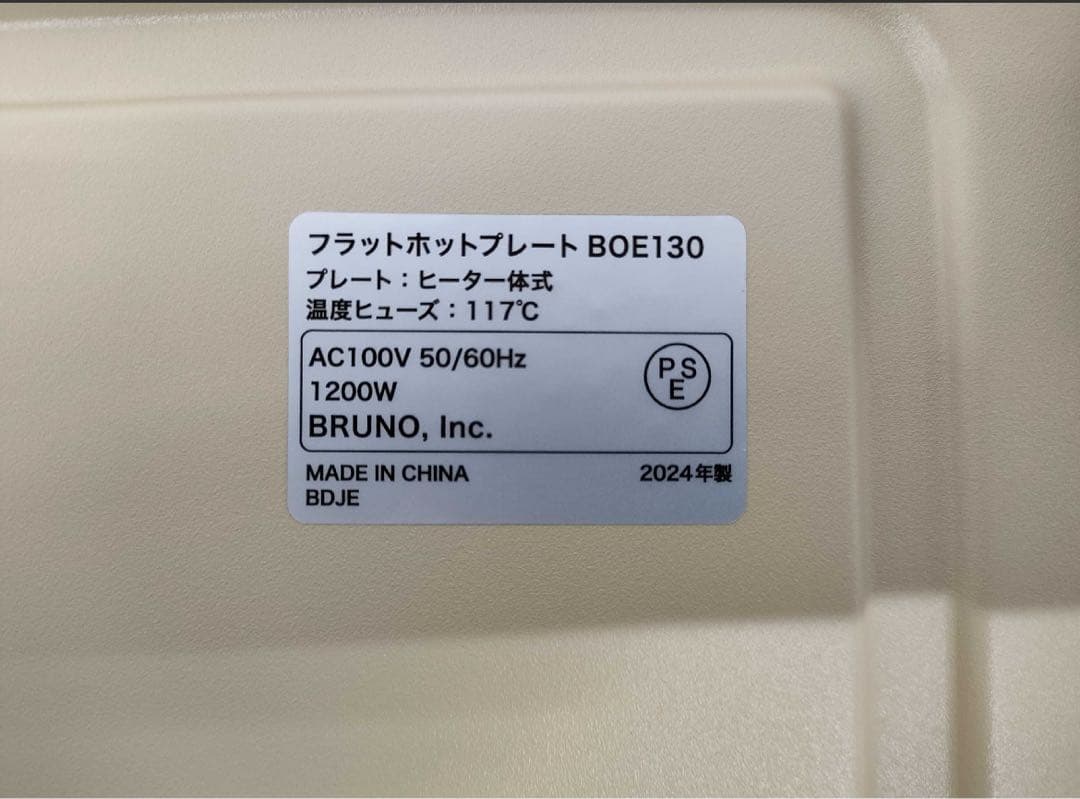 フラットホットプレート BOE130
プレート：ヒーター一体式
温度ヒューズ：117℃
AC100V 50/60Hz
1200W
PSE
BRUNO, Inc.
MADE IN CHINA 2024年製
BDJE